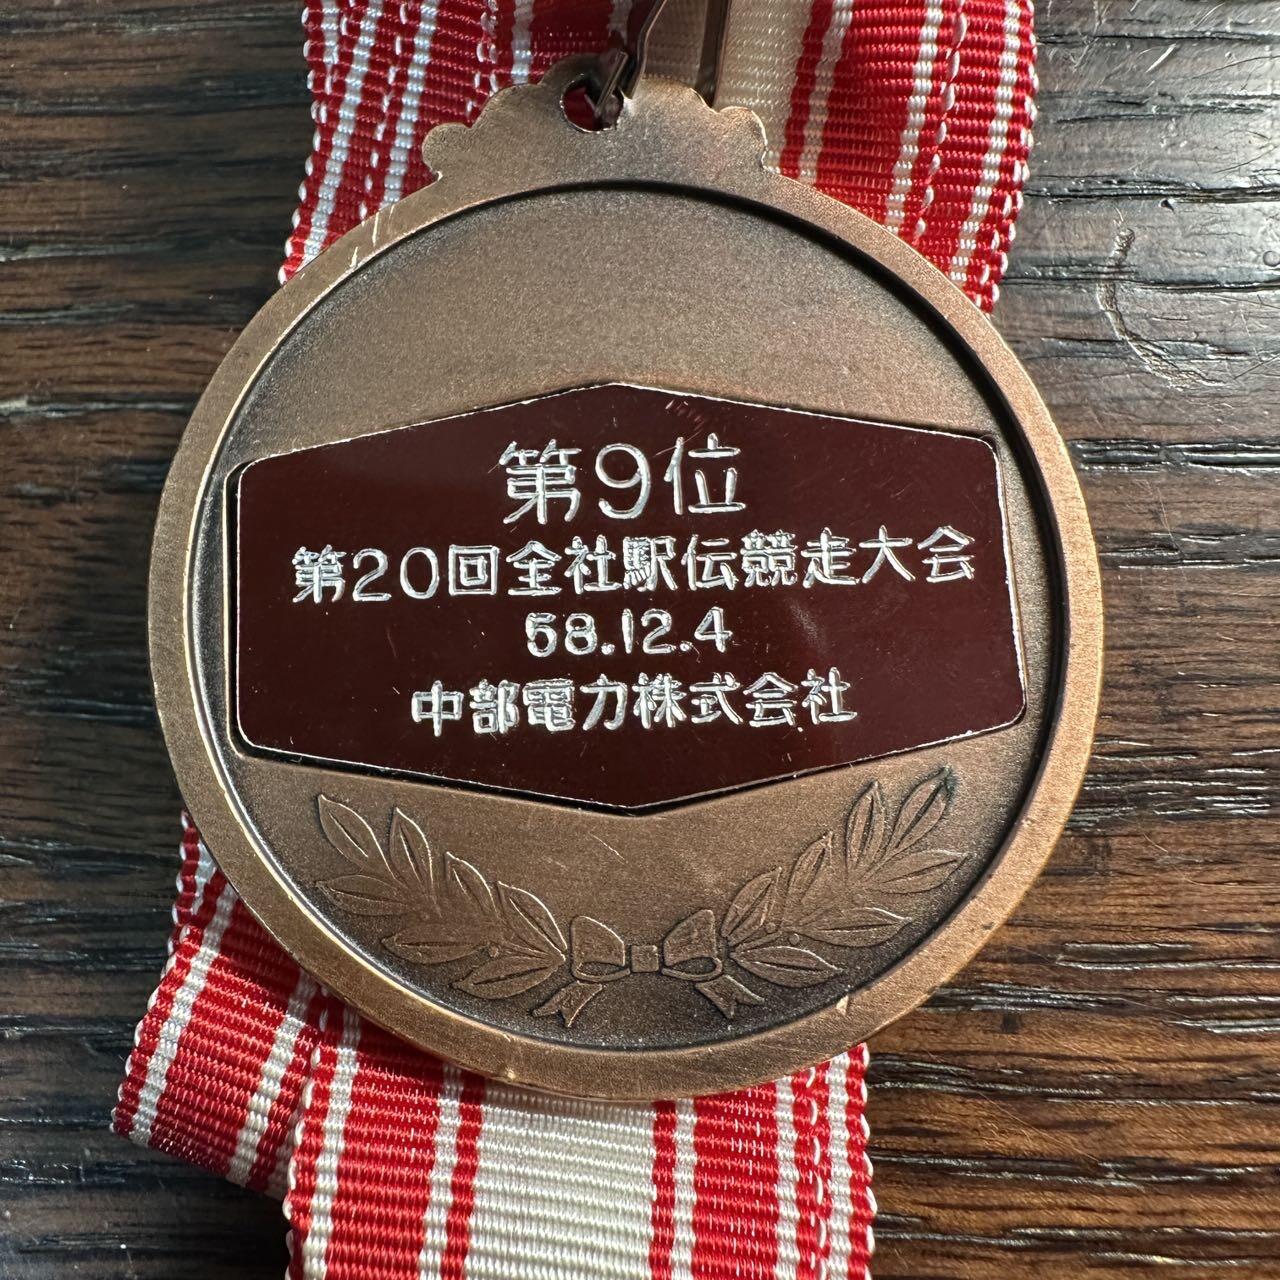 第9位
第20回全社駅伝競走大会
58.12.4
中部電力株式会社